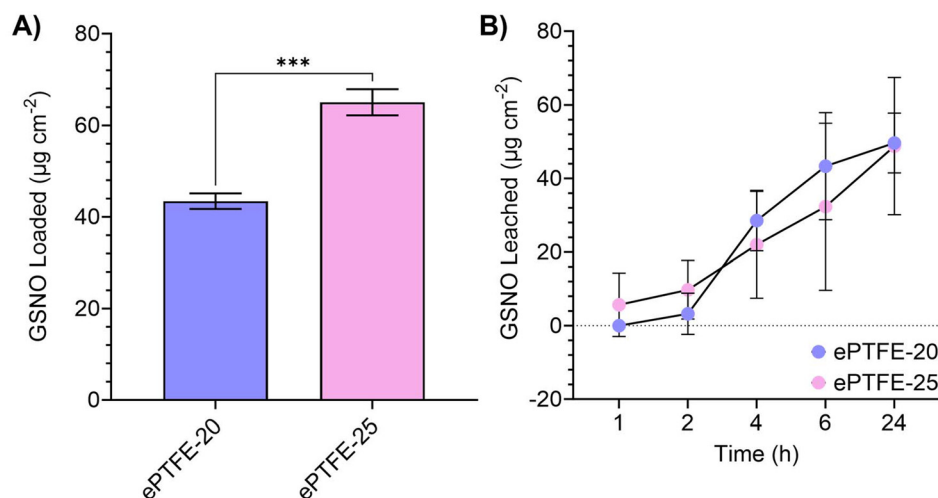 A)
GSNO Loaded (µg cm⁻²)
80
60
40
20
0
***
ePTFE-20
ePTFE-25
B)
GSNO Leached (µg cm⁻²)
80
60
40
20
0
-20
1 2 4 6 24
Time (h)
ePTFE-20
ePTFE-25